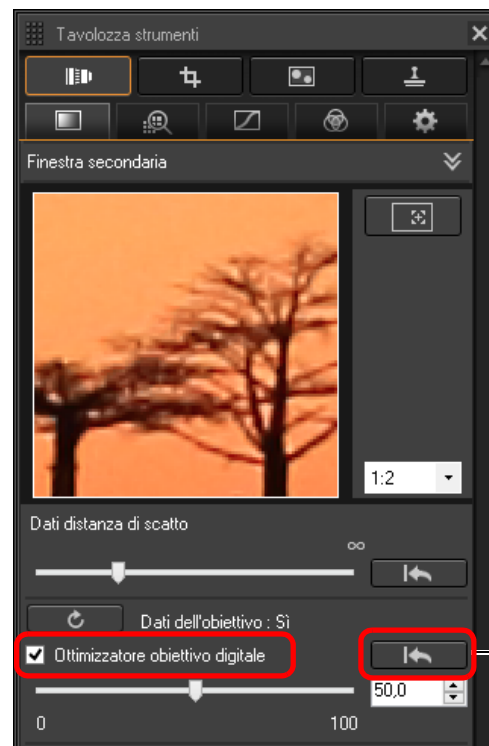 Tavolozza strumenti
Finestra secondaria
1:2
Dati distanza di scatto
∞
Dati dell'obiettivo : Sì
Ottimizzatore obiettivo digitale
50,0
0 100